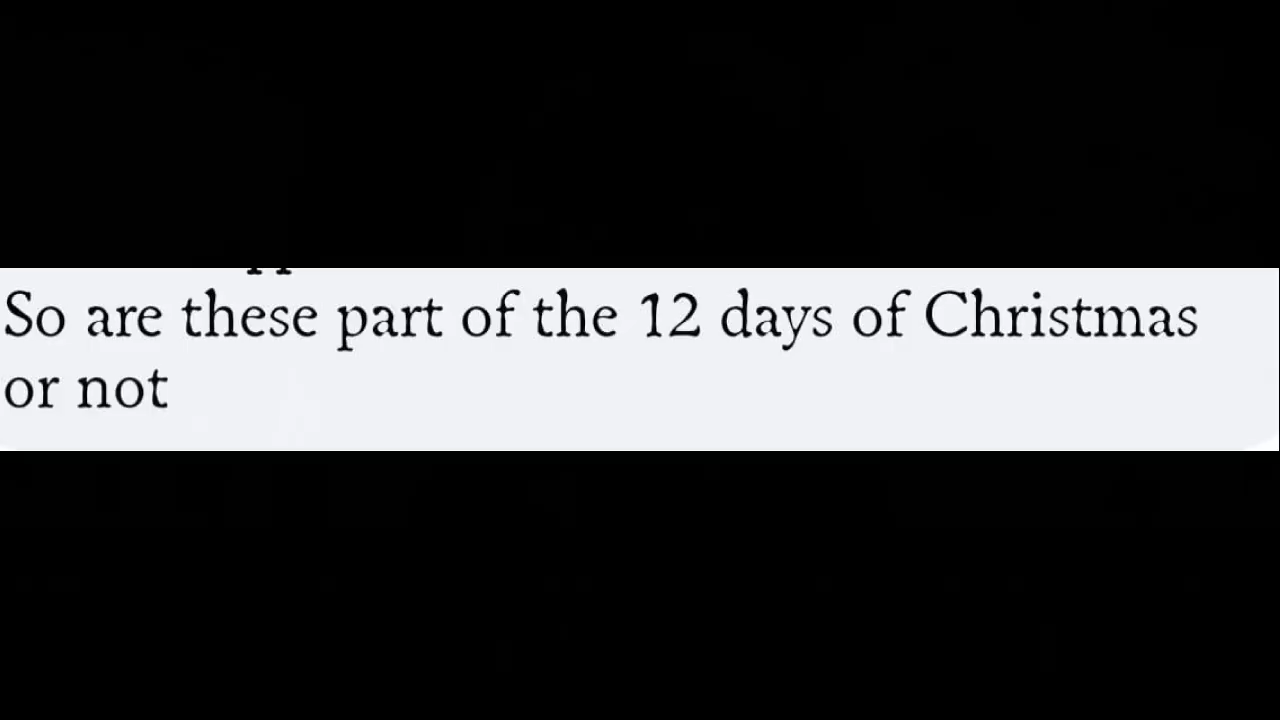 So are these part of the 12 days of Christmas
or not